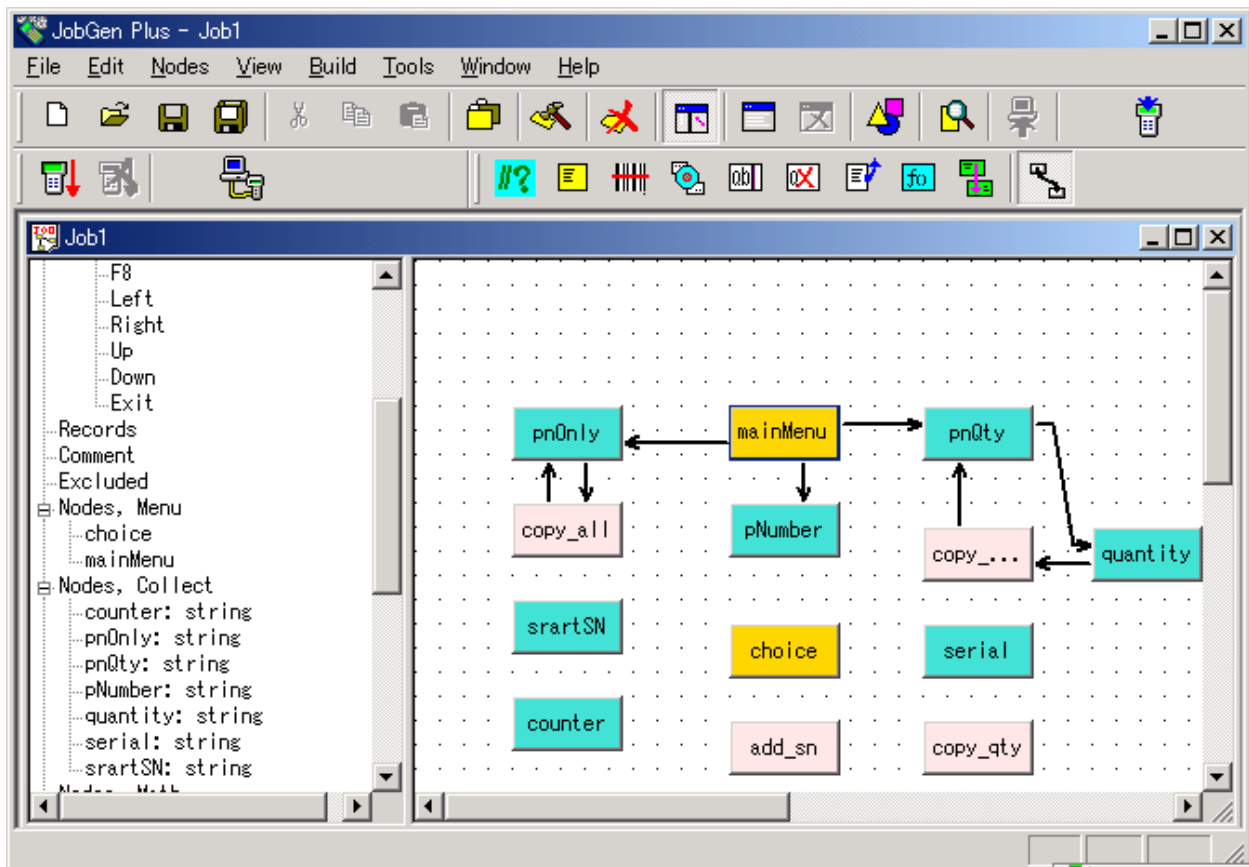 JobGen Plus - Job1
File Edit Nodes View Build Tools Window Help
//?
ab
fo
Job1
F8
Left
Right
Up
Down
Exit
Records
Comment
Excluded
Nodes, Menu
choice
mainMenu
Nodes, Collect
counter: string
pnOnly: string
pnQty: string
pNumber: string
quantity: string
serial: string
srartSN: string
pnOnly mainMenu pnQty
copy_all pNumber copy_... quantity
srartSN choice serial
counter add_sn copy_qty